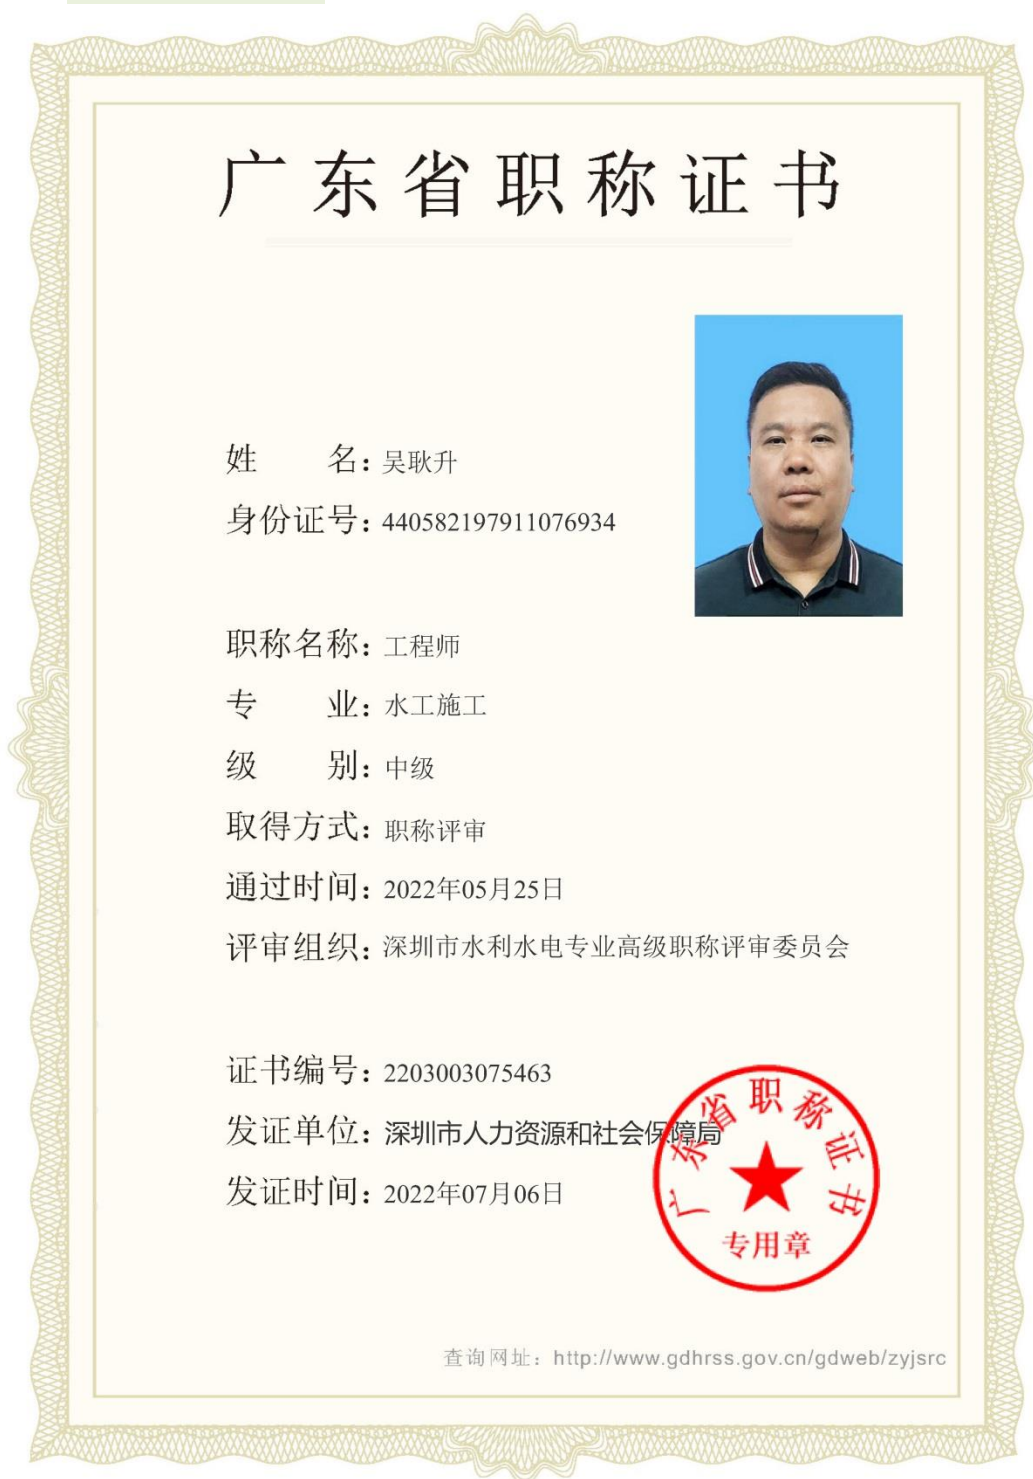 广东省职称证书
姓 名：吴耿升
身份证号：440582197911076934
职称名称：工程师
专 业：水工施工
级 别：中级
取得方式：职称评审
通过时间：2022年05月25日
评审组织：深圳市水利水电专业高级职称评审委员会
证书编号：2203003075463
发证单位：深圳市人力资源和社会保障局
发证时间：2022年07月06日
广东省职称证书
专用章
查询网址：http://www.gdhrss.gov.cn/gdweb/zyjsrc